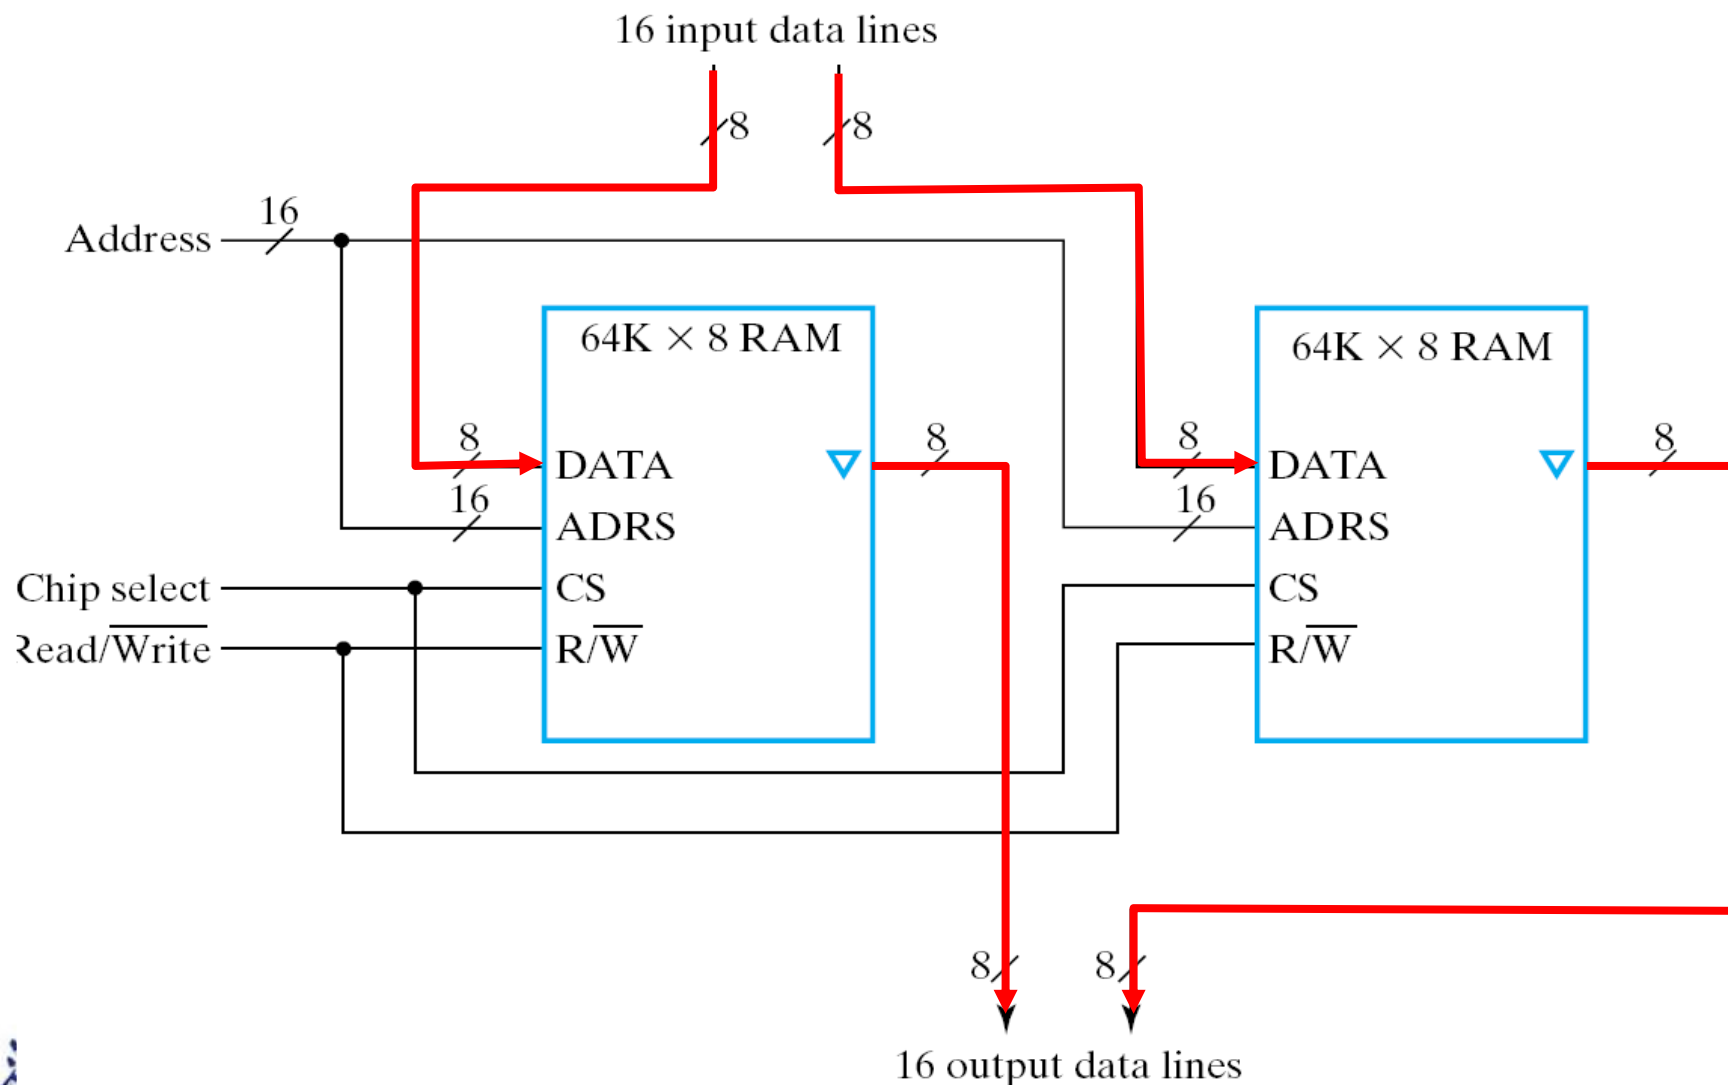 16 input data lines
8 8
16
Address
64K × 8 RAM
64K × 8 RAM
8 8 8 8
DATA DATA
16 16
ADRS ADRS
Chip select CS CS
Read/W̅r̅i̅t̅e̅ R/W̅ R/W̅
8 8
16 output data lines